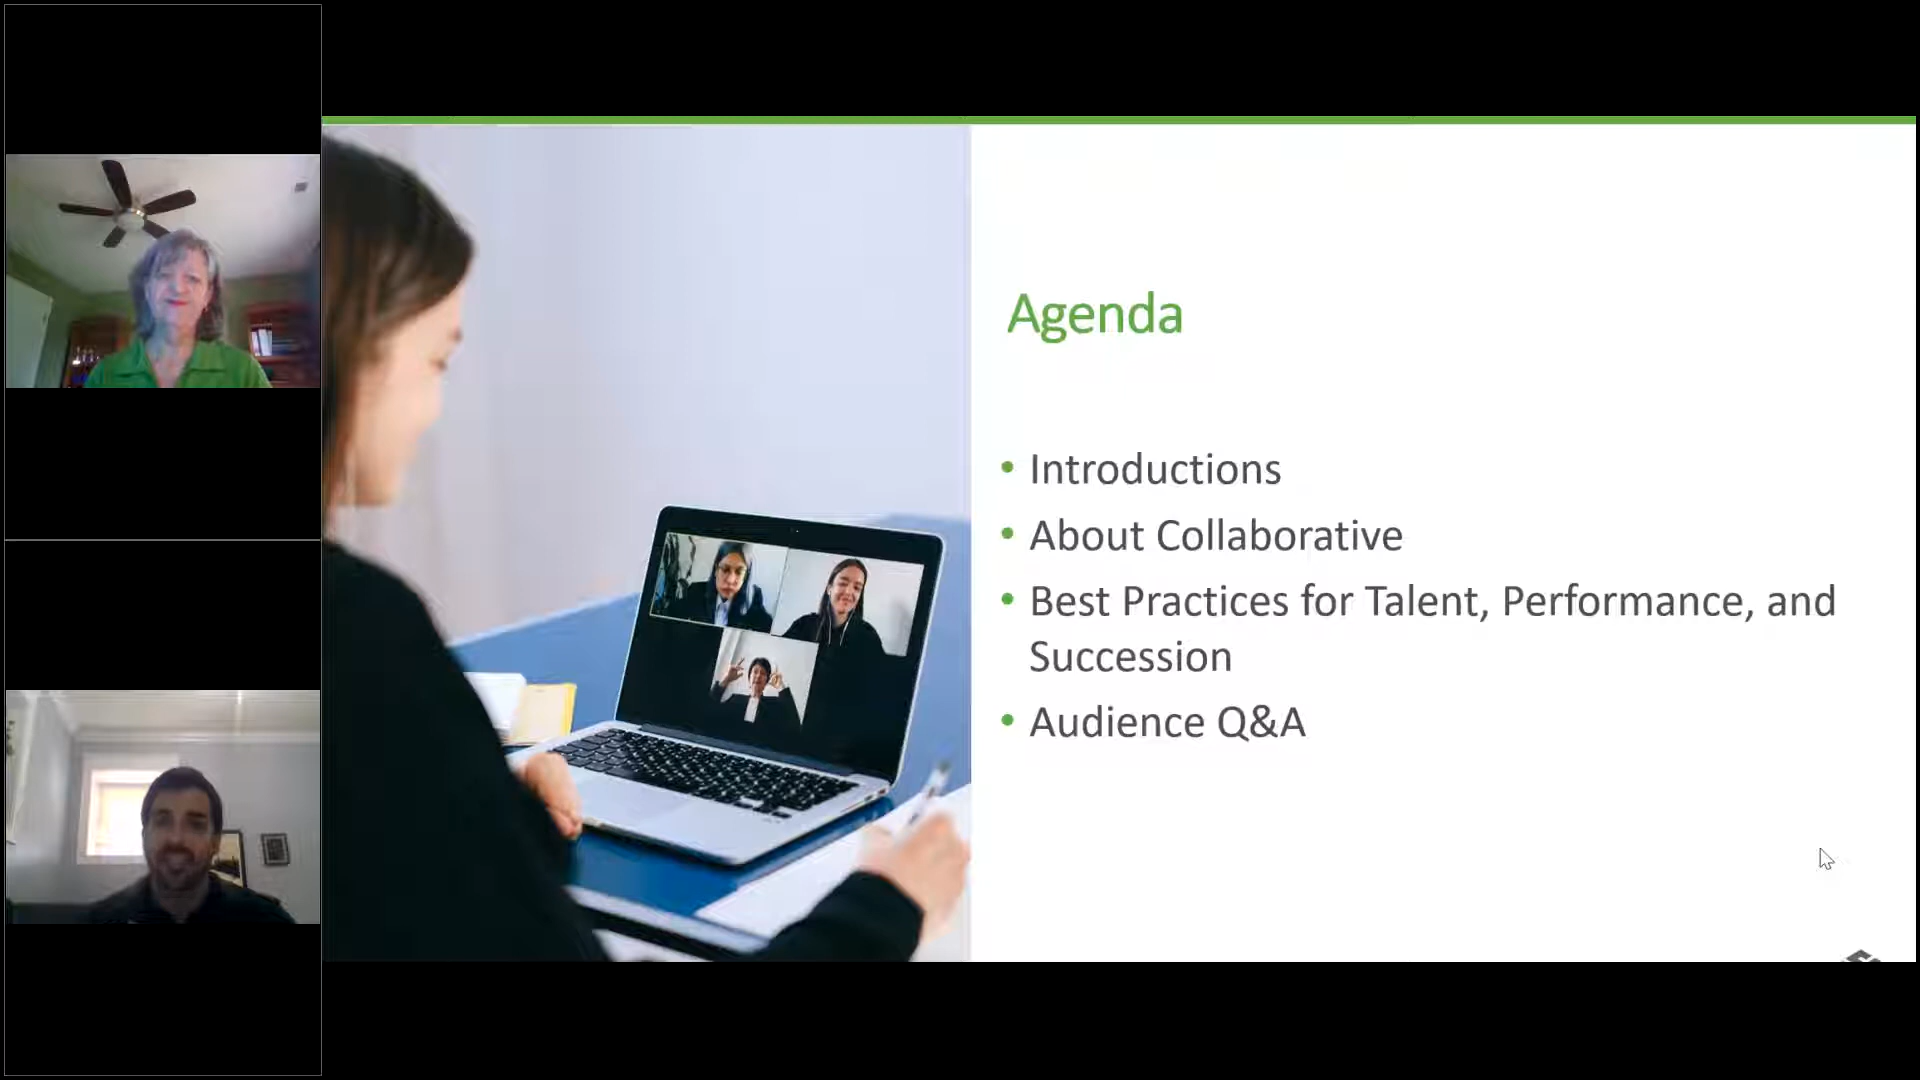 Agenda
• Introductions
• About Collaborative
• Best Practices for Talent, Performance, and
Succession
• Audience Q&A